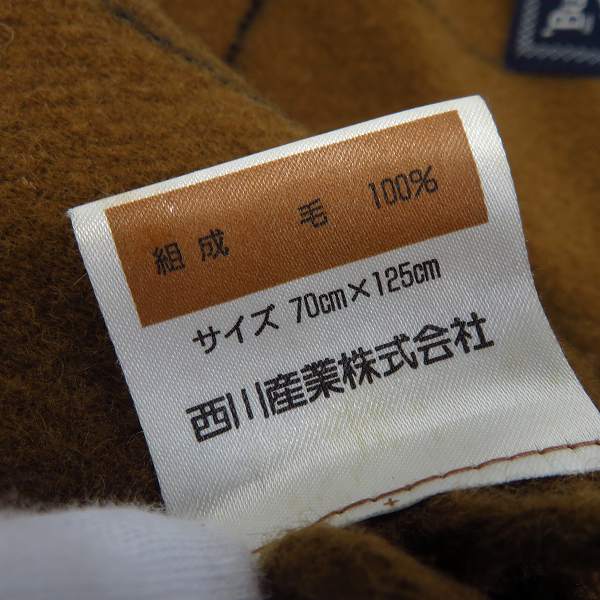 組成 毛 100%
サイズ 70cm×125cm
西川産業株式会社